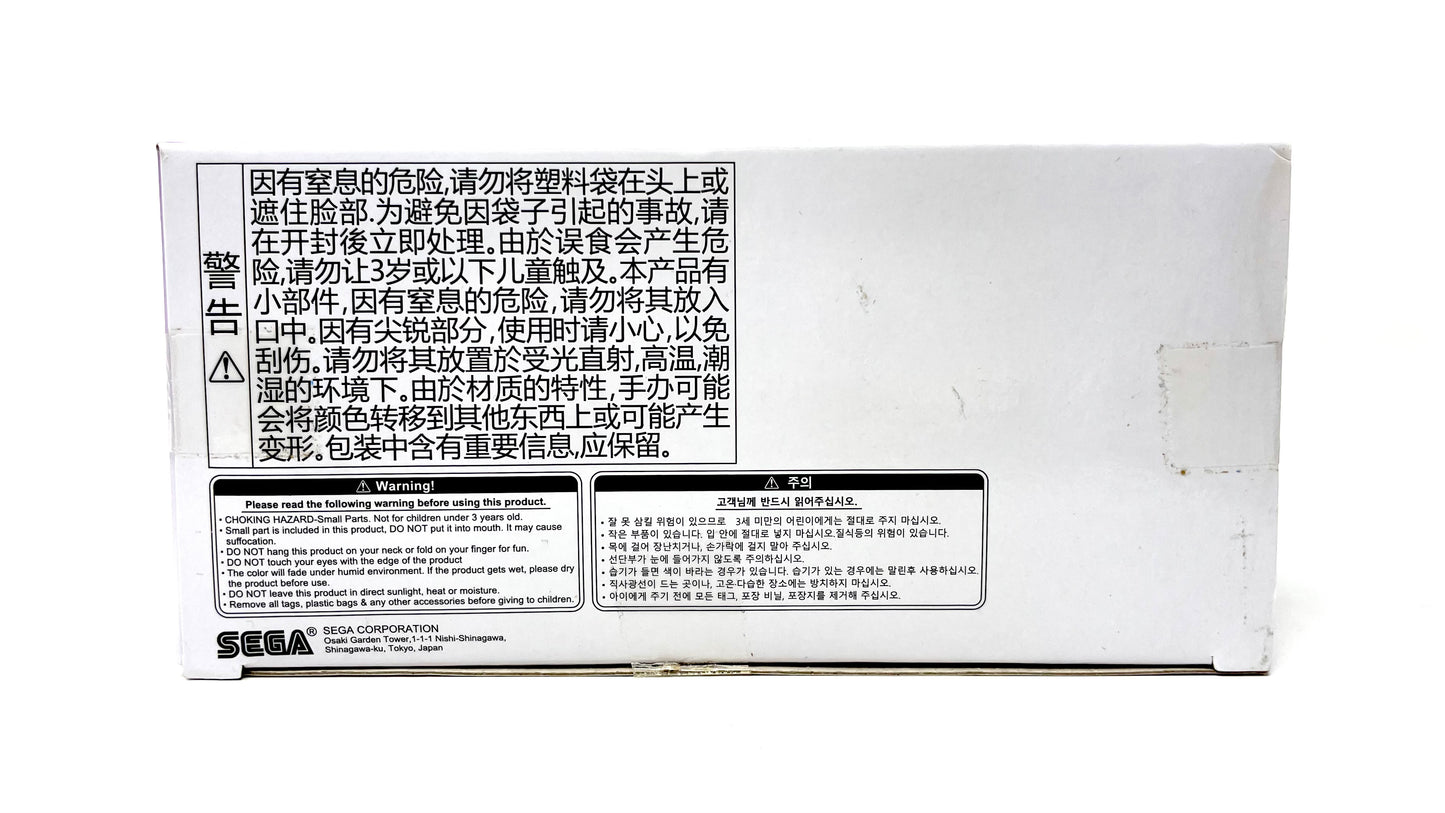 警告
因有窒息的危险,请勿将塑料袋在头上或
遮住脸部.为避免因袋子引起的事故,请
在开封後立即处理。由於误食会产生危
险,请勿让3岁或以下儿童触及。本产品有
小部件,因有窒息的危险,请勿将其放入
口中。因有尖锐部分,使用时请小心,以免
刮伤。请勿将其放置於受光直射,高温,潮
湿的环境下。由於材质的特性,手办可能
会将颜色转移到其他东西上或可能产生
变形。包装中含有重要信息,应保留。
Warning!
Please read the following warning before using this product.
• CHOKING HAZARD-Small Parts. Not for children under 3 years old.
• Small part is included in this product, DO NOT put it into mouth. It may cause
suffocation.
• DO NOT hang this product on your neck or fold on your finger for fun.
• DO NOT touch your eyes with the edge of the product
• The color will fade under humid environment. If the product gets wet, please dry
the product before use.
• DO NOT leave this product in direct sunlight, heat or moisture.
• Remove all tags, plastic bags & any other accessories before giving to children.
주의
고객님께 반드시 읽어주십시오.
• 잘 못 삼킬 위험이 있으므로 3세 미만의 어린이에게는 절대로 주지 마십시오.
• 작은 부품이 있습니다. 입 안에 절대로 넣지 마십시오.질식등의 위험이 있습니다.
• 목에 걸어 장난치거나, 손가락에 걸지 말아 주십시오.
• 선단부가 눈에 들어가지 않도록 주의하십시오.
• 습기가 들면 색이 바라는 경우가 있습니다. 습기가 있는 경우에는 말린후 사용하십시오.
• 직사광선이 드는 곳이나, 고온·다습한 장소에는 방치하지 마십시오.
• 아이에게 주기 전에 모든 태그, 포장 비닐, 포장지를 제거해 주십시오.
SEGA® SEGA CORPORATION
Osaki Garden Tower,1-1-1 Nishi-Shinagawa,
Shinagawa-ku, Tokyo, Japan